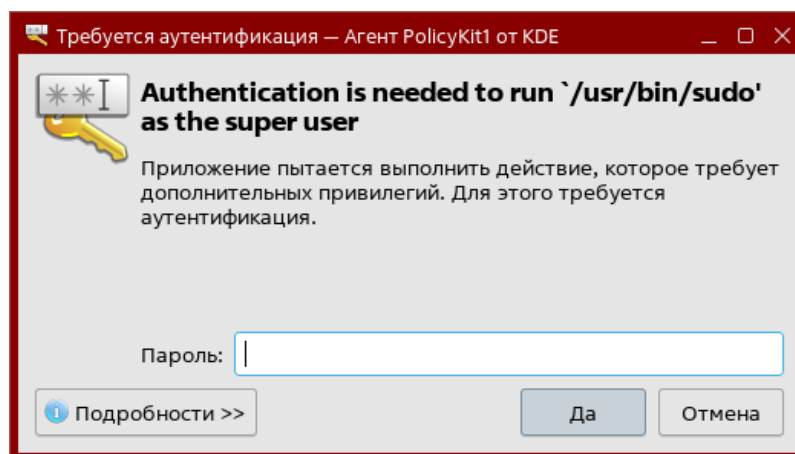 Требуется аутентификация — Агент PolicyKit1 от KDE
Authentication is needed to run `/usr/bin/sudo'
as the super user
Приложение пытается выполнить действие, которое требует
дополнительных привилегий. Для этого требуется
аутентификация.
Пароль:
Подробности >>
Да
Отмена